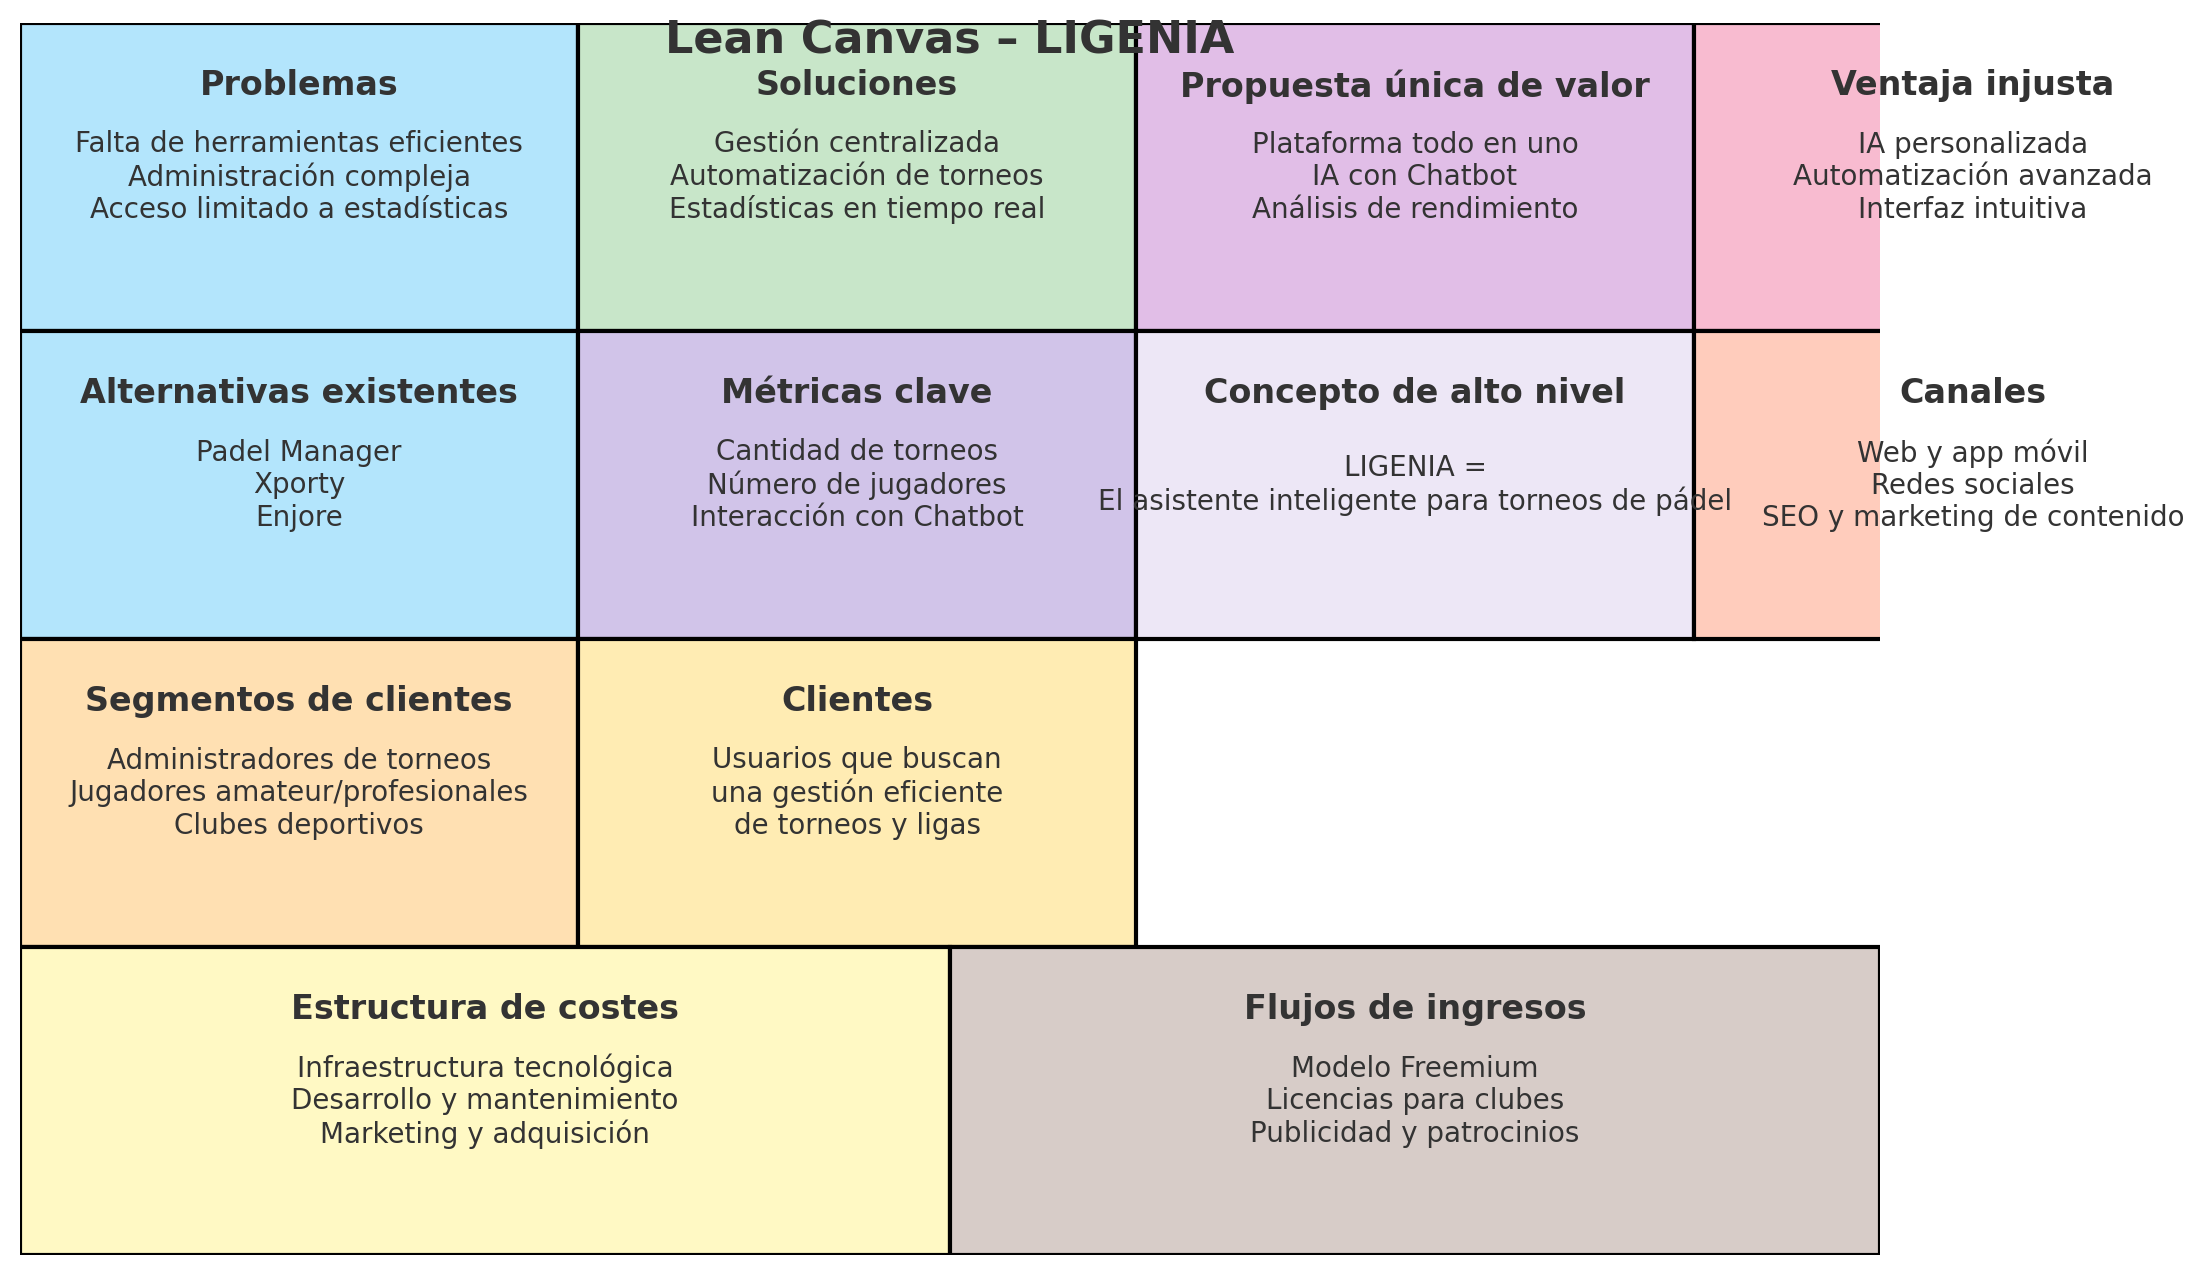 Lean Canvas – LIGENIA
Problemas
Falta de herramientas eficientes
Administración compleja
Acceso limitado a estadísticas
Soluciones
Gestión centralizada
Automatización de torneos
Estadísticas en tiempo real
Propuesta única de valor
Plataforma todo en uno
IA con Chatbot
Análisis de rendimiento
Ventaja injusta
IA personalizada
Automatización avanzada
Interfaz intuitiva
Alternativas existentes
Padel Manager
Xporty
Enjore
Métricas clave
Cantidad de torneos
Número de jugadores
Interacción con Chatbot
Concepto de alto nivel
LIGENIA =
El asistente inteligente para torneos de pádel
Canales
Web y app móvil
Redes sociales
SEO y marketing de contenido
Segmentos de clientes
Administradores de torneos
Jugadores amateur/profesionales
Clubes deportivos
Clientes
Usuarios que buscan
una gestión eficiente
de torneos y ligas
Estructura de costes
Infraestructura tecnológica
Desarrollo y mantenimiento
Marketing y adquisición
Flujos de ingresos
Modelo Freemium
Licencias para clubes
Publicidad y patrocinios